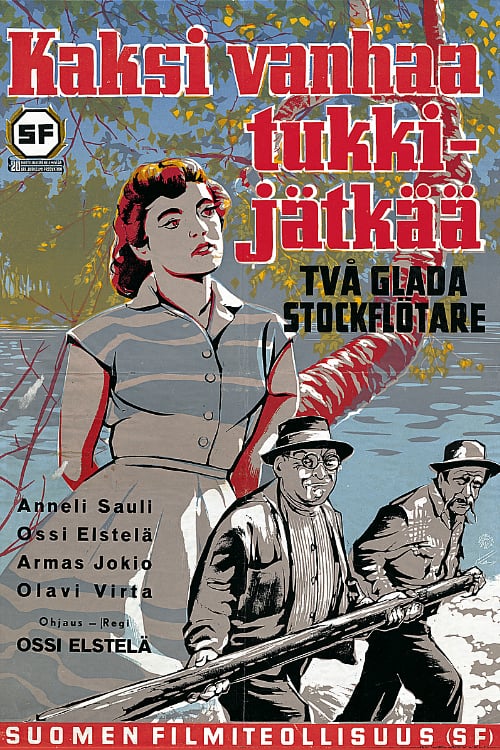 Kaksi vanhaa
tukki-
jätkää
SF
20
TVÅ GLADA
STOCKFLÖTARE
Anneli Sauli
Ossi Elstelä
Armas Jokio
Olavi Virta
Ohjaus - Regi
OSSI ELSTELÄ
SUOMEN FILMITEOLLISUUS (SF)